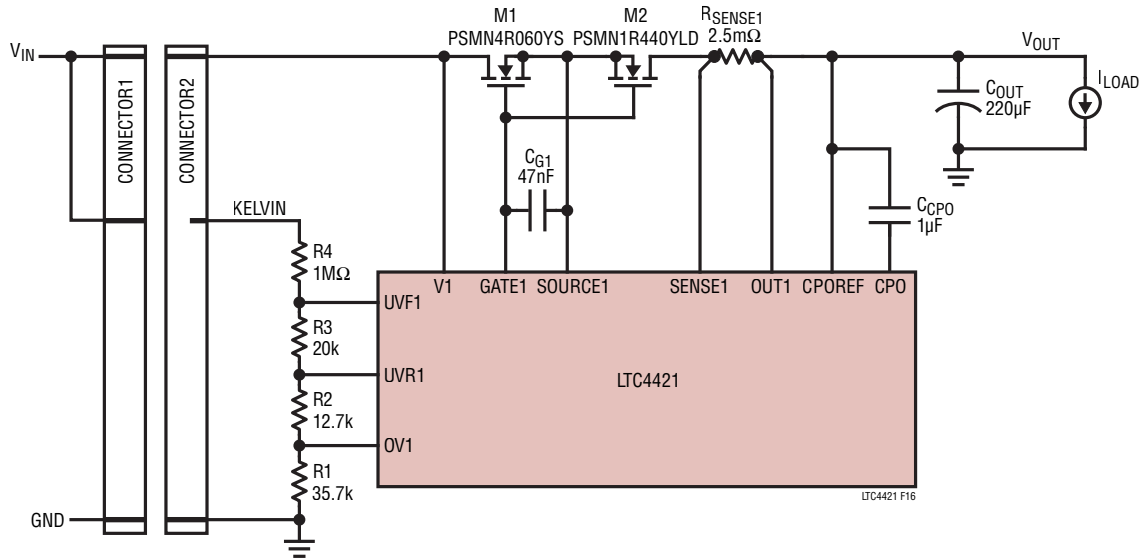 M1
PSMN4R060YS
M2
PSMN1R440YLD
RSENSE1
2.5mΩ
VIN
VOUT
ILOAD
COUT
220µF
CONNECTOR1
CONNECTOR2
CG1
47nF
KELVIN
CCPO
1µF
R4
1MΩ
V1
GATE1
SOURCE1
SENSE1
OUT1
CPOREF
CPO
UVF1
R3
20k
UVR1
LTC4421
R2
12.7k
OV1
R1
35.7k
LTC4421 F16
GND